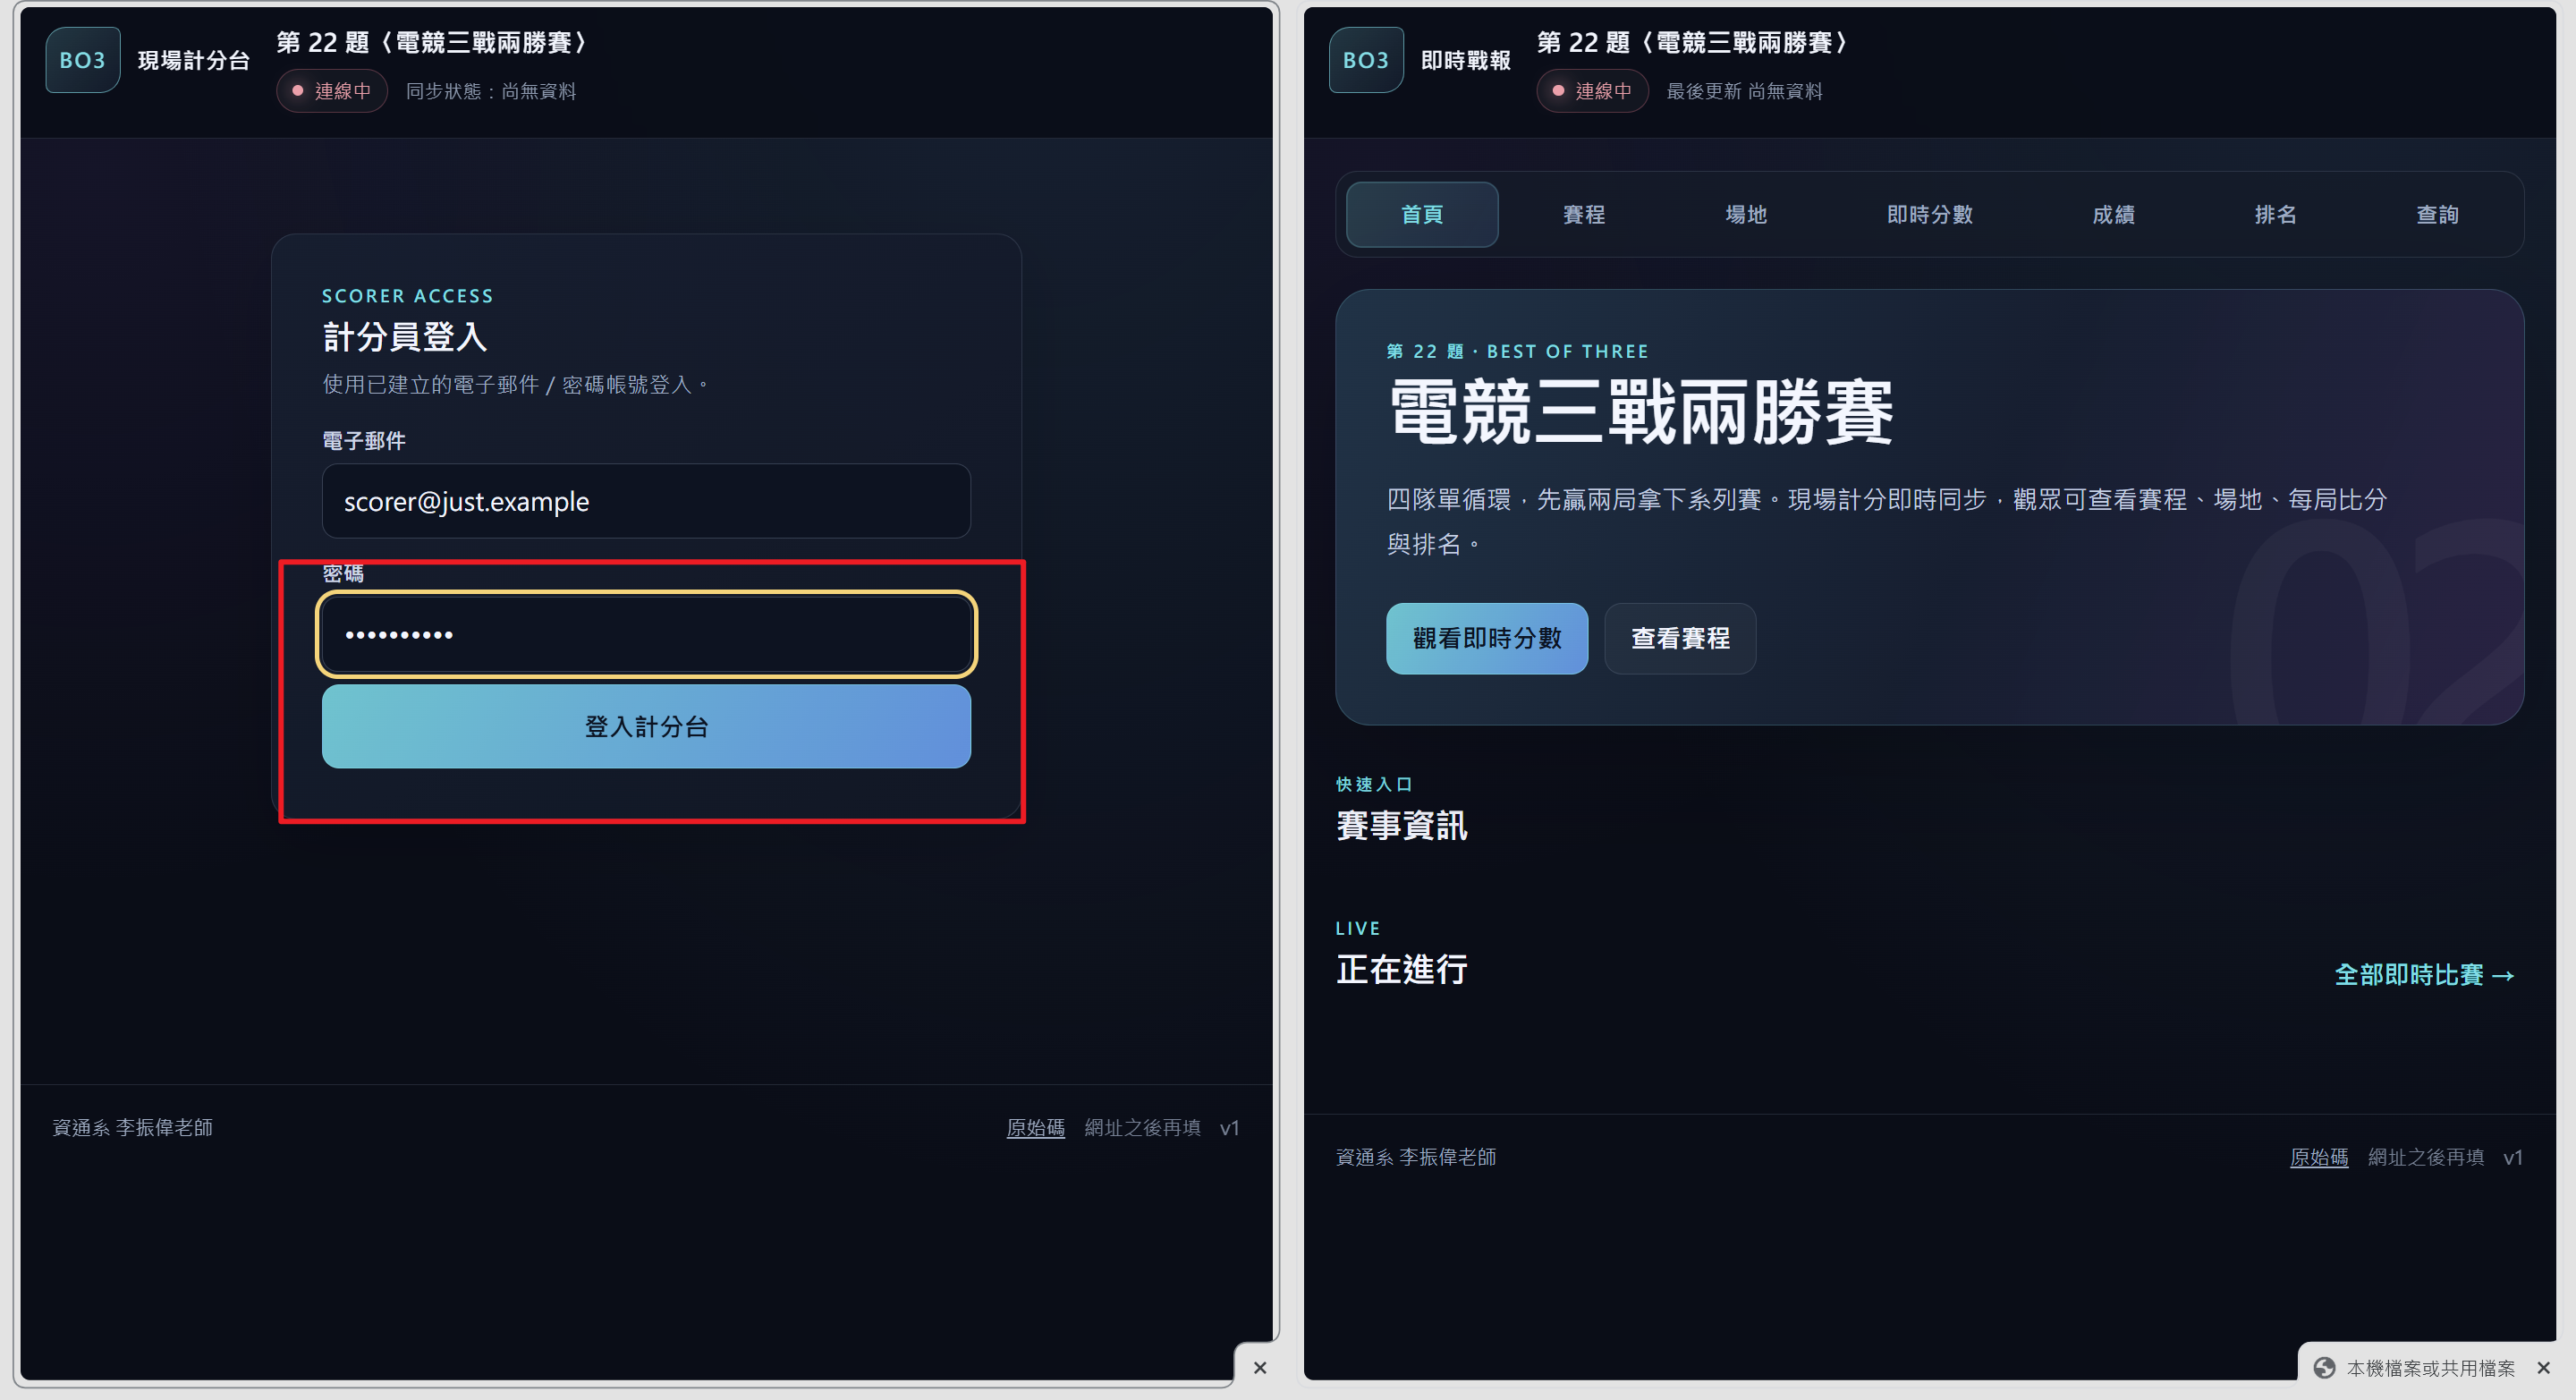 BO3
現場計分台
第 22 題〈電競三戰兩勝賽〉
連線中
同步狀態：尚無資料
SCORER ACCESS
計分員登入
使用已建立的電子郵件 / 密碼帳號登入。
電子郵件
scorer@just.example
密碼
••••••••••
登入計分台
資通系 李振偉老師
原始碼 網址之後再填 v1
BO3
即時戰報
第 22 題〈電競三戰兩勝賽〉
連線中
最後更新 尚無資料
首頁 賽程 場地 即時分數 成績 排名 查詢
第 22 題 · BEST OF THREE
電競三戰兩勝賽
四隊單循環，先贏兩局拿下系列賽。現場計分即時同步，觀眾可查看賽程、場地、每局比分
與排名。
02
觀看即時分數 查看賽程
快速入口
賽事資訊
LIVE
正在進行
全部即時比賽 →
資通系 李振偉老師
原始碼 網址之後再填 v1
本機檔案或共用檔案